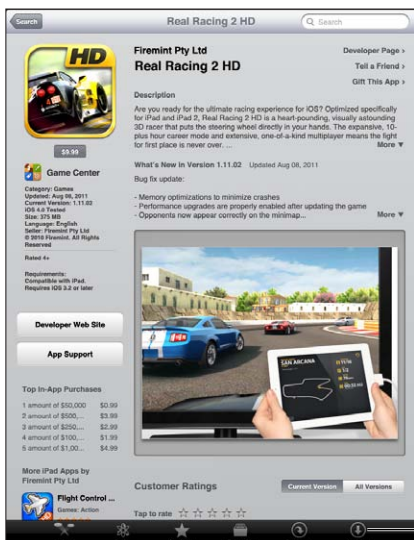 Search
Real Racing 2 HD
Search
HD
$9.99
Game Center
Category: Games
Updated: Aug 08, 2011
Current Version: 1.11.02
iOS 4.0 Tested
Size: 375 MB
Language: English
Seller: Firemint Pty Ltd
© 2010 Firemint. All Rights
Reserved
Rated 4+
Requirements:
Compatible with iPad.
Requires iOS 3.2 or later
Developer Web Site
App Support
Top In-App Purchases
1 amount of $50,000 $0.99
2 amount of $500,... $3.99
3 amount of $250,... $2.99
4 amount of $100,... $1.99
5 amount of $1,00... $4.99
More iPad Apps by
Firemint Pty Ltd
Flight Control ...
Games: Action
Firemint Pty Ltd
Real Racing 2 HD
Developer Page ›
Tell a Friend ›
Gift This App ›
Description
Are you ready for the ultimate racing experience for iOS? Optimized specifically
for iPad and iPad 2, Real Racing 2 HD is a heart-pounding, visually astounding
3D racer that puts the steering wheel directly in your hands. The expansive, 10-
plus hour career mode and extensive, one-of-a-kind multiplayer means the fight
for first place is never over. ...
More ▼
What's New in Version 1.11.02 Updated Aug 08, 2011
Bug fix update:
- Memory optimizations to minimize crashes
- Performance upgrades are properly enabled after updating the game
- Opponents now appear correctly on the minimap...
More ▼
SAN ARCANA
Customer Ratings
Current Version
All Versions
Tap to rate ☆ ☆ ☆ ☆ ☆